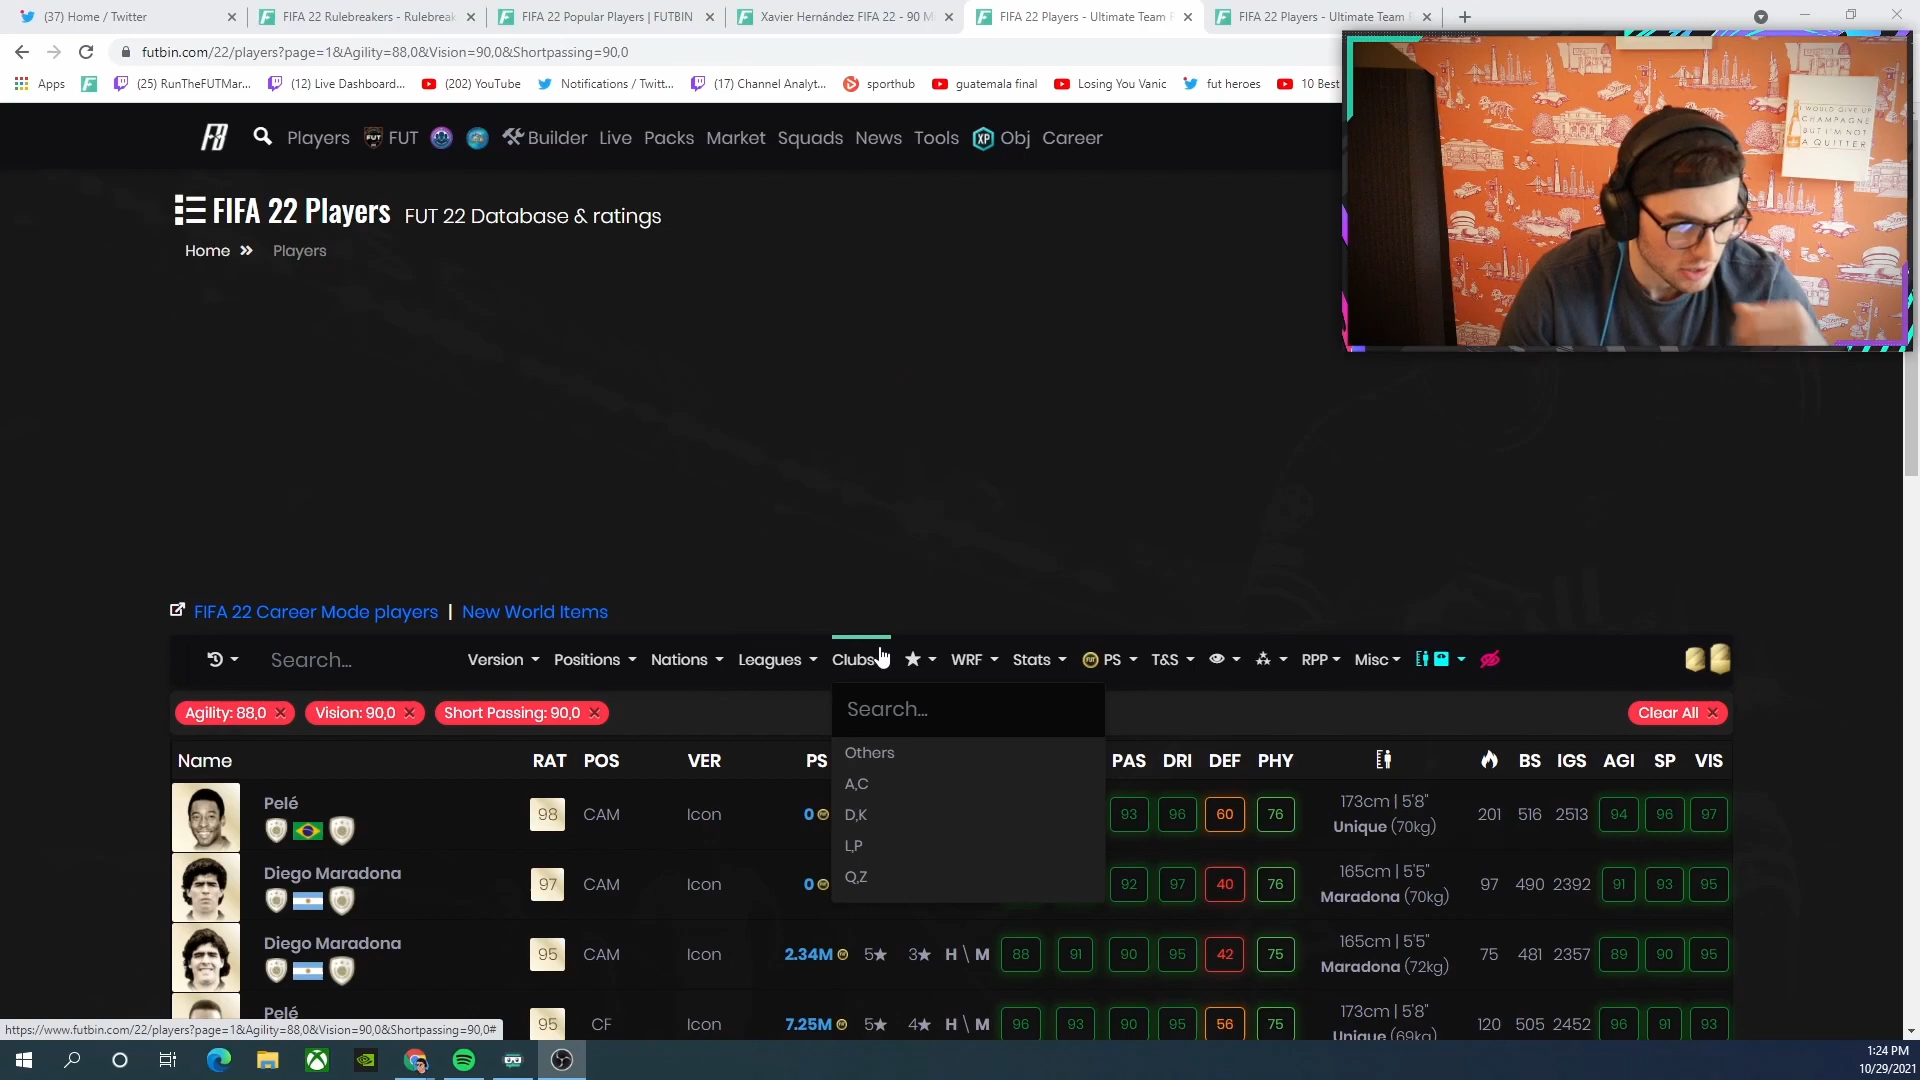 (37) Home / Twitter
FIFA 22 Rulebreakers - Rulebreak
FIFA 22 Popular Players | FUTBIN
Xavier Hernández FIFA 22 - 90 M
FIFA 22 Players - Ultimate Team F
FIFA 22 Players - Ultimate Team F
futbin.com/22/players?page=1&Agility=88,0&Vision=90,0&Shortpassing=90,0
Apps
(25) RunTheFUTMar...
(12) Live Dashboard...
(202) YouTube
Notifications / Twitt...
(17) Channel Analyt...
sporthub
guatemala final
Losing You Vanic
fut heroes
10 Best
I WOULD GIVE UP
CHAMPAGNE
BUT I'M NOT
A QUITTER
Players FUT Builder Live Packs Market Squads News Tools XP Obj Career
FIFA 22 Players FUT 22 Database & ratings
Home » Players
FIFA 22 Career Mode players | New World Items
Search... Version Positions Nations Leagues Clubs WRF Stats PS T&S RPP Misc
Agility: 88,0 Vision: 90,0 Short Passing: 90,0 Clear All
Search...
Others
A,C
D,K
L,P
Q,Z
Name RAT POS VER PS PAS DRI DEF PHY BS IGS AGI SP VIS
Pelé 98 CAM Icon 0 93 96 60 76 173cm | 5'8" Unique (70kg) 201 516 2513 94 96 97
Diego Maradona 97 CAM Icon 0 92 97 40 76 165cm | 5'5" Maradona (70kg) 97 490 2392 91 93 95
Diego Maradona 95 CAM Icon 2.34M 5★ 3★ H \ M 88 91 90 95 42 75 165cm | 5'5" Maradona (72kg) 75 481 2357 89 90 95
Pelé 95 CF Icon 7.25M 5★ 4★ H \ M 96 93 90 95 56 75 173cm | 5'8" Unique (69kg) 120 505 2452 96 91 93
https://www.futbin.com/22/players?page=1&Agility=88,0&Vision=90,0&Shortpassing=90,0#
1:24 PM
10/29/2021